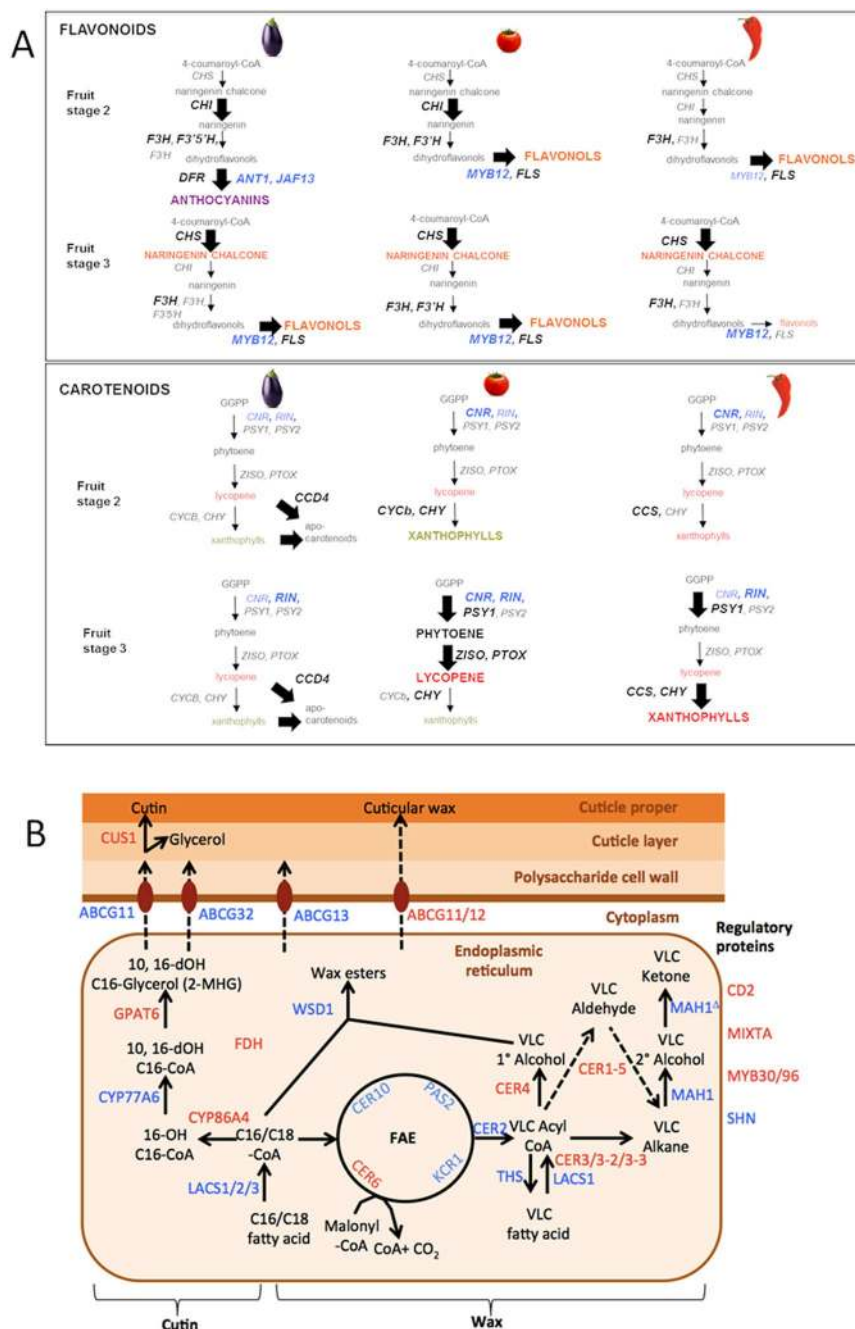 A
FLAVONOIDS
Fruit
stage 2
4-coumaroyl-CoA
CHS
naringenin chalcone
CHI
naringenin
F3H, F3'5'H,
F3'H
dihydroflavonols
DFR
ANT1, JAF13
ANTHOCYANINS
4-coumaroyl-CoA
CHS
naringenin chalcone
CHI
naringenin
F3H, F3'H
dihydroflavonols
FLAVONOLS
MYB12, FLS
4-coumaroyl-CoA
CHS
naringenin chalcone
CHI
naringenin
F3H, F3'H
dihydroflavonols
FLAVONOLS
MYB12, FLS
Fruit
stage 3
4-coumaroyl-CoA
CHS
NARINGENIN CHALCONE
CHI
naringenin
F3H, F3'H
F3'5'H
dihydroflavonols
FLAVONOLS
MYB12, FLS
4-coumaroyl-CoA
CHS
NARINGENIN CHALCONE
CHI
naringenin
F3H, F3'H
dihydroflavonols
FLAVONOLS
MYB12, FLS
4-coumaroyl-CoA
CHS
NARINGENIN CHALCONE
CHI
naringenin
F3H, F3'H
dihydroflavonols
flavonols
MYB12, FLS
CAROTENOIDS
Fruit
stage 2
GGPP
CNR, RIN,
PSY1, PSY2
phytoene
ZISO, PTOX
lycopene
CCD4
CYCB, CHY
apo-
carotenoids
xanthophylls
GGPP
CNR, RIN,
PSY1, PSY2
phytoene
ZISO, PTOX
lycopene
CYCb, CHY
XANTHOPHYLLS
GGPP
CNR, RIN,
PSY1, PSY2
phytoene
ZISO, PTOX
lycopene
CCS, CHY
xanthophylls
Fruit
stage 3
GGPP
CNR, RIN,
PSY1, PSY2
phytoene
ZISO, PTOX
lycopene
CCD4
CYCB, CHY
apo-
carotenoids
xanthophylls
GGPP
CNR, RIN,
PSY1, PSY2
PHYTOENE
ZISO, PTOX
LYCOPENE
CYCb, CHY
xanthophylls
GGPP
CNR, RIN,
PSY1, PSY2
phytoene
ZISO, PTOX
lycopene
CCS, CHY
XANTHOPHYLLS
B
Cutin
Cuticular wax
Cuticle proper
CUS1
Glycerol
Cuticle layer
Polysaccharide cell wall
ABCG11
ABCG32
ABCG13
ABCG11/12
Cytoplasm
Regulatory
proteins
CD2
MIXTA
MYB30/96
SHN
Endoplasmic
reticulum
10, 16-dOH
C16-Glycerol (2-MHG)
GPAT6
10, 16-dOH
C16-CoA
CYP77A6
16-OH
C16-CoA
FDH
CYP86A4
C16/C18
-CoA
LACS1/2/3
C16/C18
fatty acid
Wax esters
WSD1
CER10
PAS2
FAE
CER6
KCR1
Malonyl
-CoA
CoA+ CO₂
CER2
VLC
1° Alcohol
CER4
VLC Acyl
CoA
THS
LACS1
VLC
fatty acid
VLC
Aldehyde
CER1-5
CER3/3-2/3-3
VLC
Ketone
MAH1Δ
VLC
2° Alcohol
MAH1
VLC
Alkane
Cutin
Wax